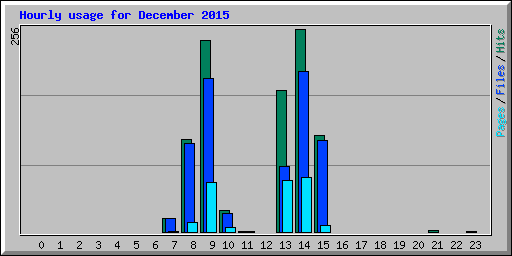 Hourly usage for December 2015
256
0 1 2 3 4 5 6 7 8 9 10 11 12 13 14 15 16 17 18 19 20 21 22 23
Pages/Files/Hits